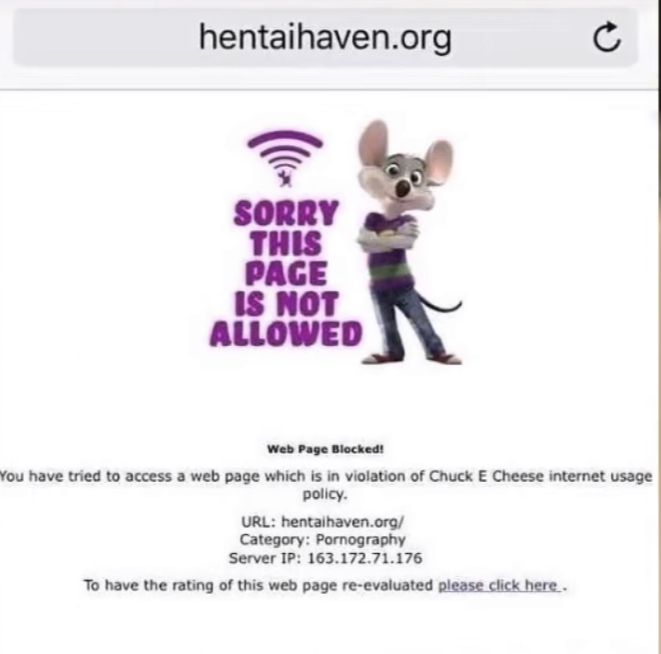 hentaihaven.org
SORRY
THIS
PAGE
IS NOT
ALLOWED
Web Page Blocked!
You have tried to access a web page which is in violation of Chuck E Cheese internet usage
policy.
URL: hentaihaven.org/
Category: Pornography
Server IP: 163.172.71.176
To have the rating of this web page re-evaluated please click here .